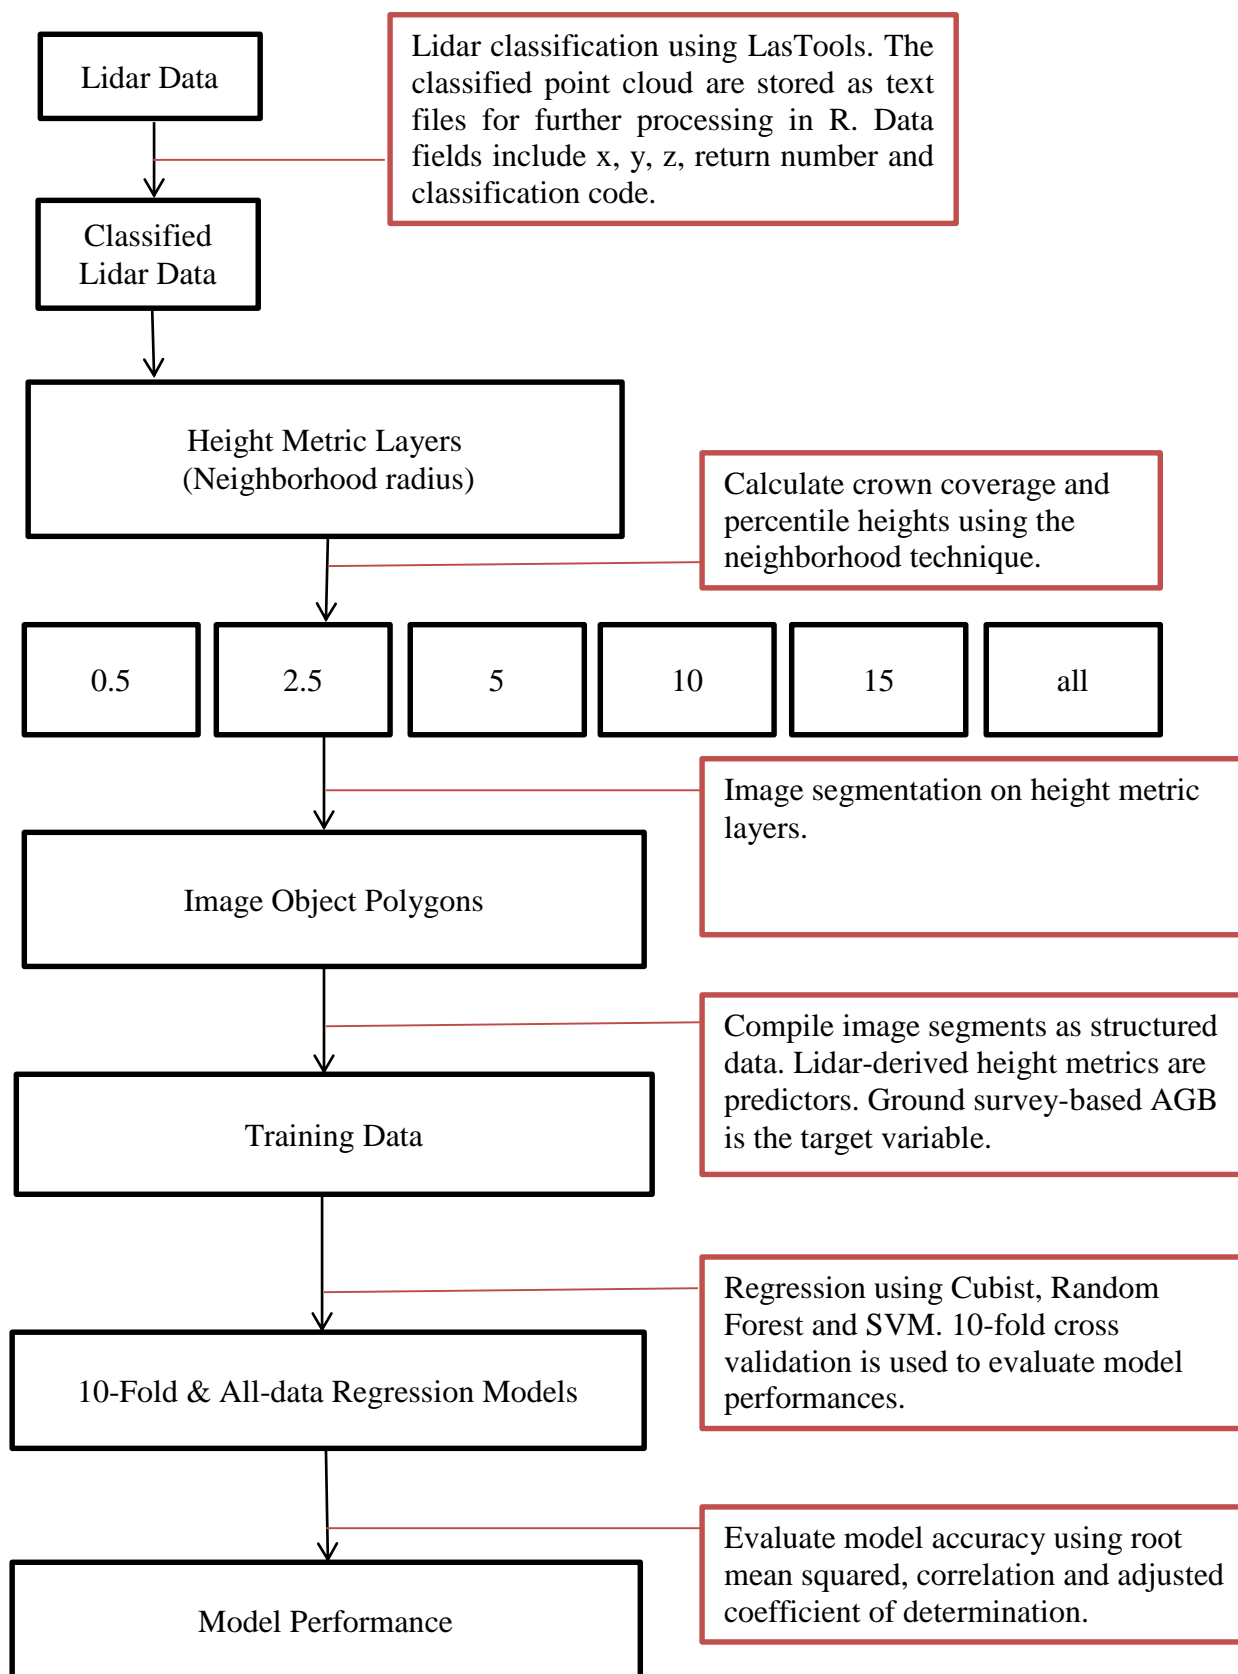 Lidar Data
Lidar classification using LasTools. The
classified point cloud are stored as text
files for further processing in R. Data
fields include x, y, z, return number and
classification code.
Classified
Lidar Data
Height Metric Layers
(Neighborhood radius)
Calculate crown coverage and
percentile heights using the
neighborhood technique.
0.5
2.5
5
10
15
all
Image segmentation on height metric
layers.
Image Object Polygons
Compile image segments as structured
data. Lidar-derived height metrics are
predictors. Ground survey-based AGB
is the target variable.
Training Data
Regression using Cubist, Random
Forest and SVM. 10-fold cross
validation is used to evaluate model
performances.
10-Fold & All-data Regression Models
Evaluate model accuracy using root
mean squared, correlation and adjusted
coefficient of determination.
Model Performance